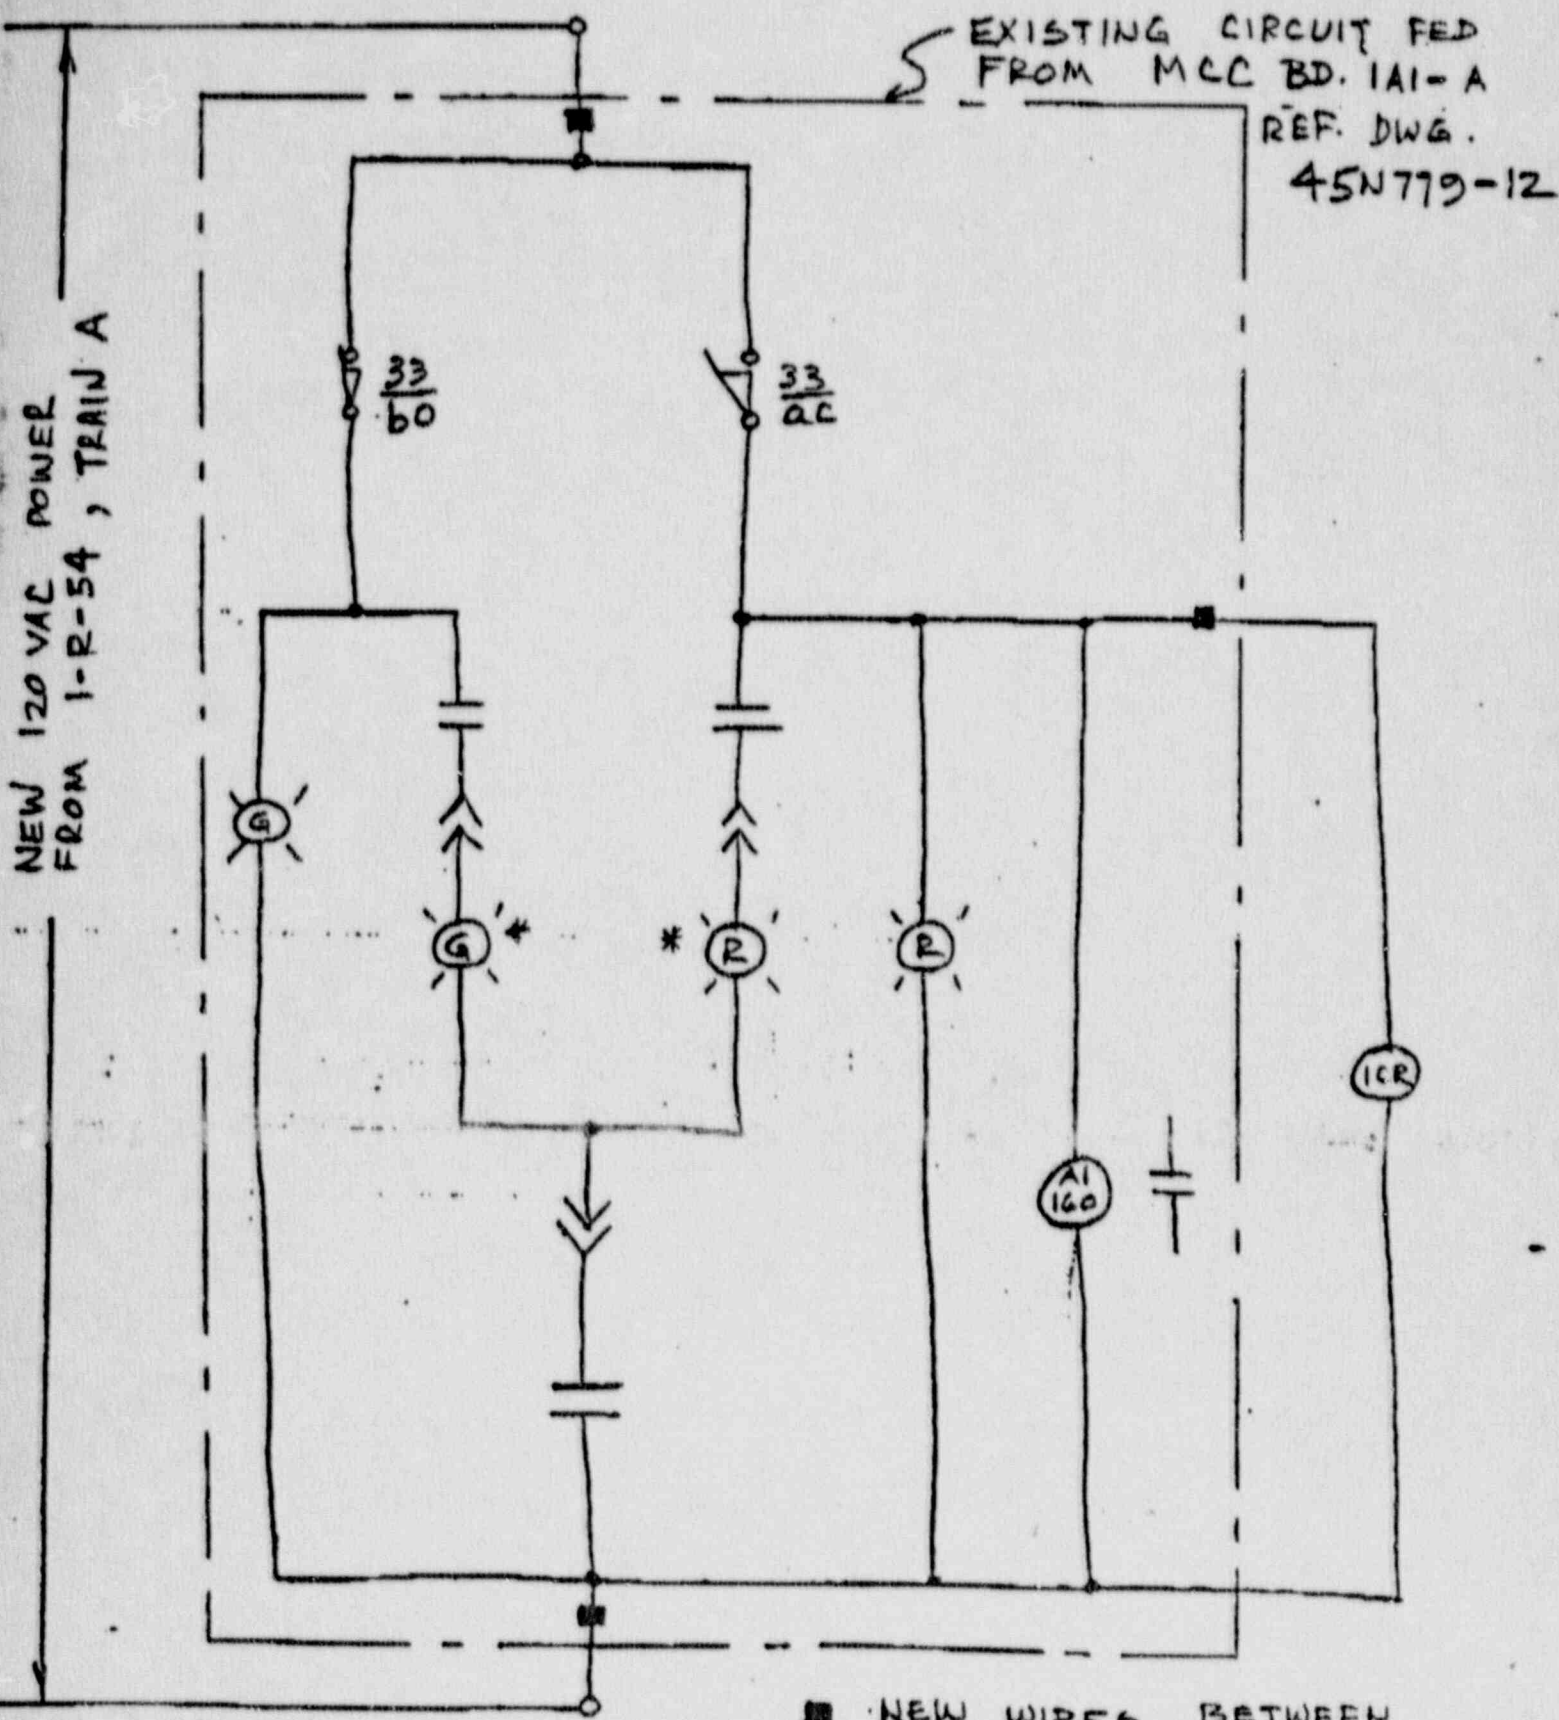 EXISTING CIRCUIT FED
FROM MCC BD. 1A1-A
REF. DWG.
45N779-12
NEW 120 VAC POWER
FROM 1-R-54, TRAIN A
33
bo
33
ac
G
G *
* R
R
A1
160
1CR
■ NEW WIRES BETWEEN